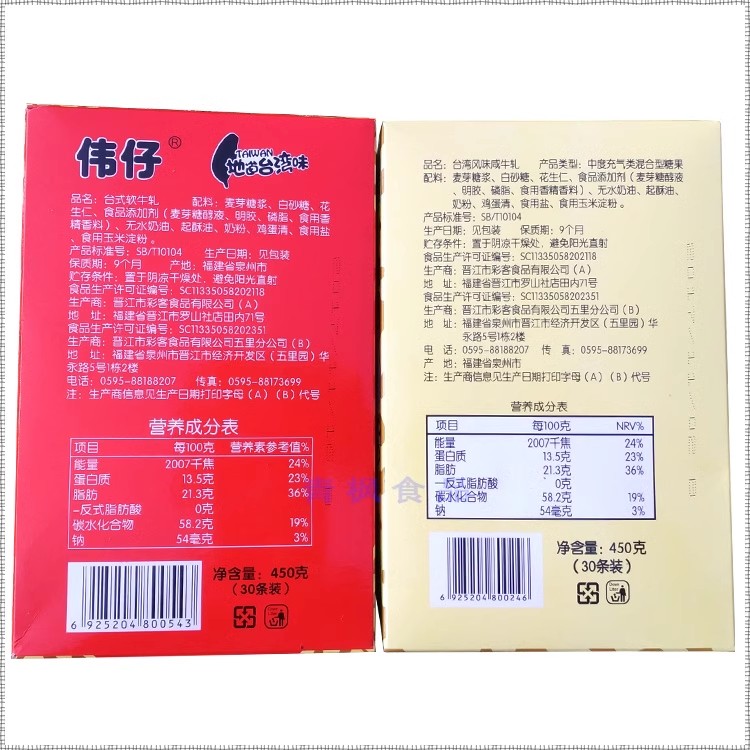 伟仔®
TAIWAN
地道台湾味
品名：台式软牛轧 配料：麦芽糖浆、白砂糖、花
生仁、食品添加剂（麦芽糖醇液、明胶、磷脂、食用香
精香料）、无水奶油、起酥油、奶粉、鸡蛋清、食用盐
、食用玉米淀粉。
产品标准号：SB/T10104 生产日期：见包装
保质期：9个月 产地：福建省泉州市
贮存条件：置于阴凉干燥处，避免阳光直射
食品生产许可证编号：SC11335058202118
生产商：晋江市彩客食品有限公司（A）
地 址：福建省晋江市罗山社店田内71号
食品生产许可证编号：SC11335058202351
生产商：晋江市彩客食品有限公司五里分公司（B）
地 址：福建省泉州市晋江市经济开发区（五里园）华
永路5号1栋2楼
电话：0595-88188207 传真：0595-88173699
注：生产商信息见生产日期打印字母（A）（B）代号
营养成分表
项目 每100克 营养素参考值%
能量 2007千焦 24%
蛋白质 13.5克 23%
脂肪 21.3克 36%
-反式脂肪酸 0克
碳水化合物 58.2克 19%
钠 54毫克 3%
净含量：450克
（30条装）
6 925204 800543
品名：台湾风味咸牛轧 产品类型：中度充气类混合型糖果
配料：麦芽糖浆、白砂糖、花生仁、食品添加剂（麦芽糖醇液
、明胶、磷脂、食用香精香料）、无水奶油、起酥油、
奶粉、鸡蛋清、食用盐、食用玉米淀粉。
产品标准号：SB/T10104
生产日期：见包装 保质期：9个月
贮存条件：置于阴凉干燥处，避免阳光直射
食品生产许可证编号：SC11335058202118
生产商：晋江市彩客食品有限公司（A）
地 址：福建省晋江市罗山社店田内71号
食品生产许可证编号：SC11335058202351
生产商：晋江市彩客食品有限公司五里分公司（B）
地 址：福建省泉州市晋江市经济开发区（五里园）华
永路5号1栋2楼
电 话：0595-88188207 传 真：0595-88173699
产 地：福建省泉州市
注：生产商信息见生产日期打印字母（A）（B）代号
营养成分表
项目 每100克 NRV%
能量 2007千焦 24%
蛋白质 13.5克 23%
脂肪 21.3克 36%
—反式脂肪酸 0克
碳水化合物 58.2克 19%
钠 54毫克 3%
净含量：450克
（30条装）
6 925204 800246
青枫食